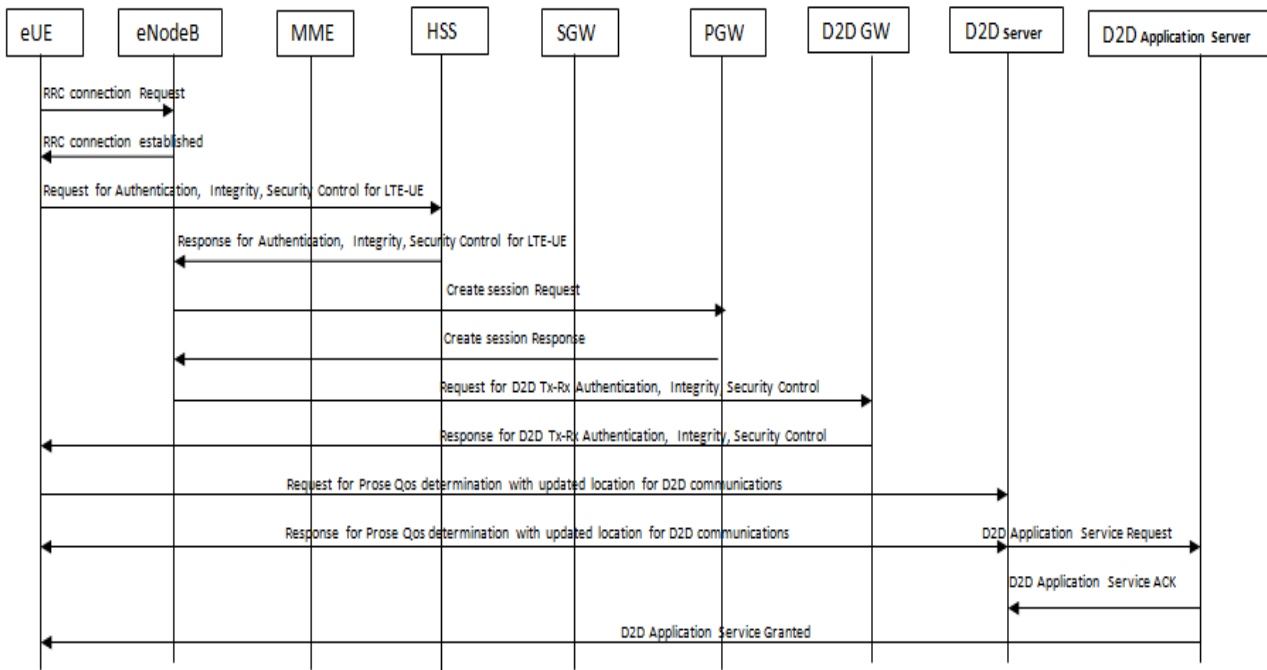 eUE
eNodeB
MME
HSS
SGW
PGW
D2D GW
D2D Server
D2D Application Server
RRC connection Request
RRC connection established
Request for Authentication, Integrity, Security Control for LTE-UE
Response for Authentication, Integrity, Security Control for LTE-UE
Create session Request
Create session Response
Request for D2D Tx-Rx Authentication, Integrity, Security Control
Response for D2D Tx-Rx Authentication, Integrity, Security Control
Request for Prose Qos determination with updated location for D2D communications
Response for Prose Qos determination with updated location for D2D communications
D2D Application Service Request
D2D Application Service ACK
D2D Application Service Granted